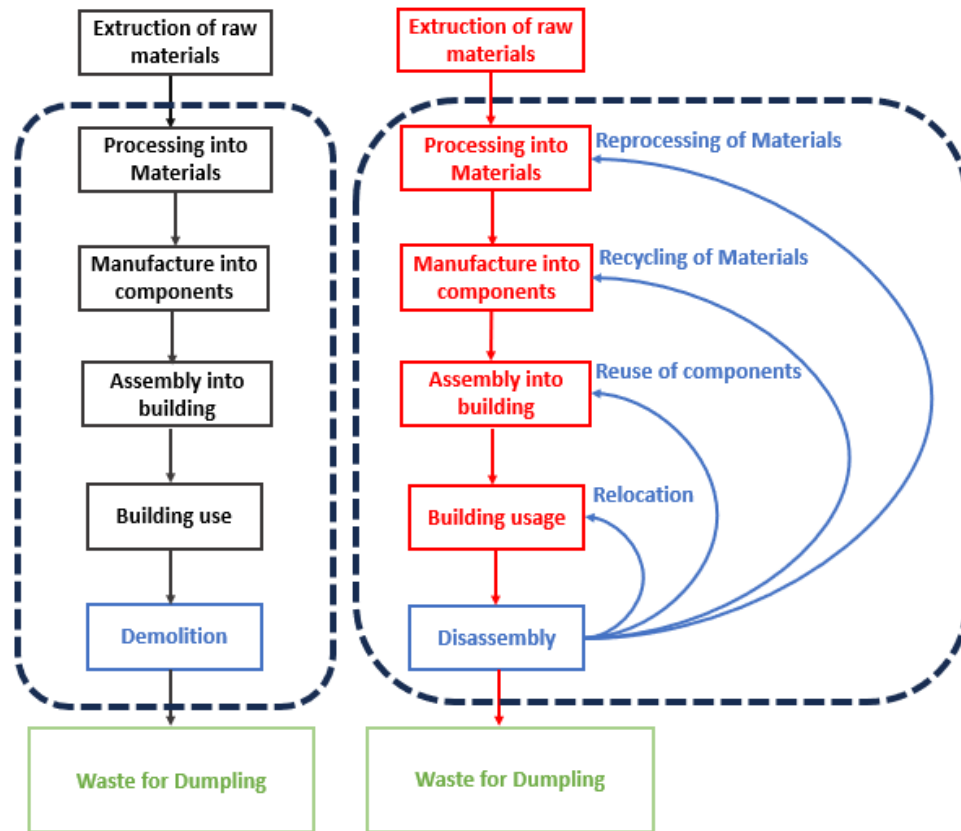 Extruction of raw
materials
Processing into
Materials
Manufacture into
components
Assembly into
building
Building use
Demolition
Waste for Dumpling
Extruction of raw
materials
Processing into
Materials
Reprocessing of Materials
Manufacture into
components
Recycling of Materials
Assembly into
building
Reuse of components
Building usage
Relocation
Disassembly
Waste for Dumpling